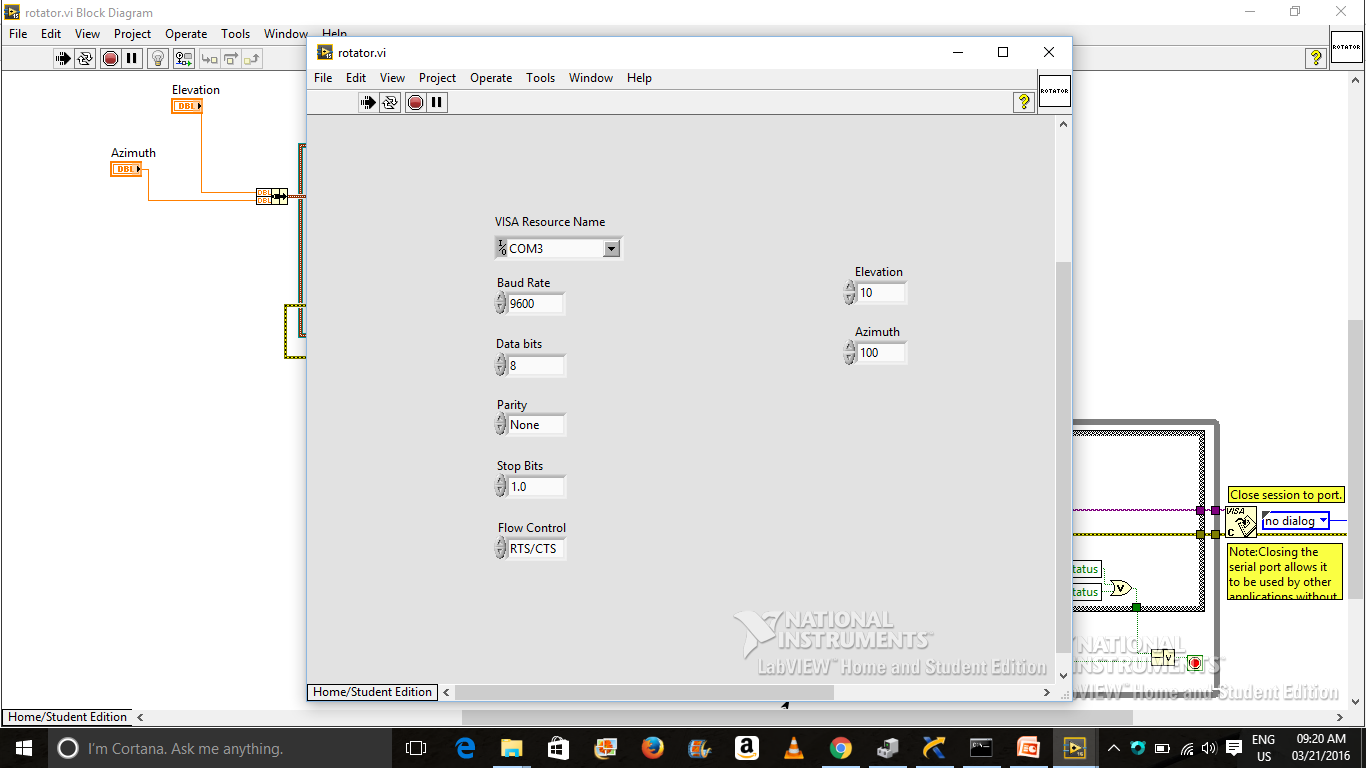 rotator.vi Block Diagram
File Edit View Project Operate Tools Window Help
ROTATOR
Elevation
DBL
Azimuth
DBL
DBL
DBL
rotator.vi
File Edit View Project Operate Tools Window Help
ROTATOR
VISA Resource Name
COM3
Baud Rate
9600
Data bits
8
Parity
None
Stop Bits
1.0
Flow Control
RTS/CTS
Elevation
10
Azimuth
100
NATIONAL
INSTRUMENTS™
LabVIEW™ Home and Student Edition
Home/Student Edition
Close session to port.
VISA
C
no dialog
Note:Closing the
serial port allows it
to be used by other
applications without
tatus
tatus
NATIONAL
INSTRUMENTS
VIEW™ Home and Student Edition
Home/Student Edition
I'm Cortana. Ask me anything.
ENG
US
09:20 AM
03/21/2016